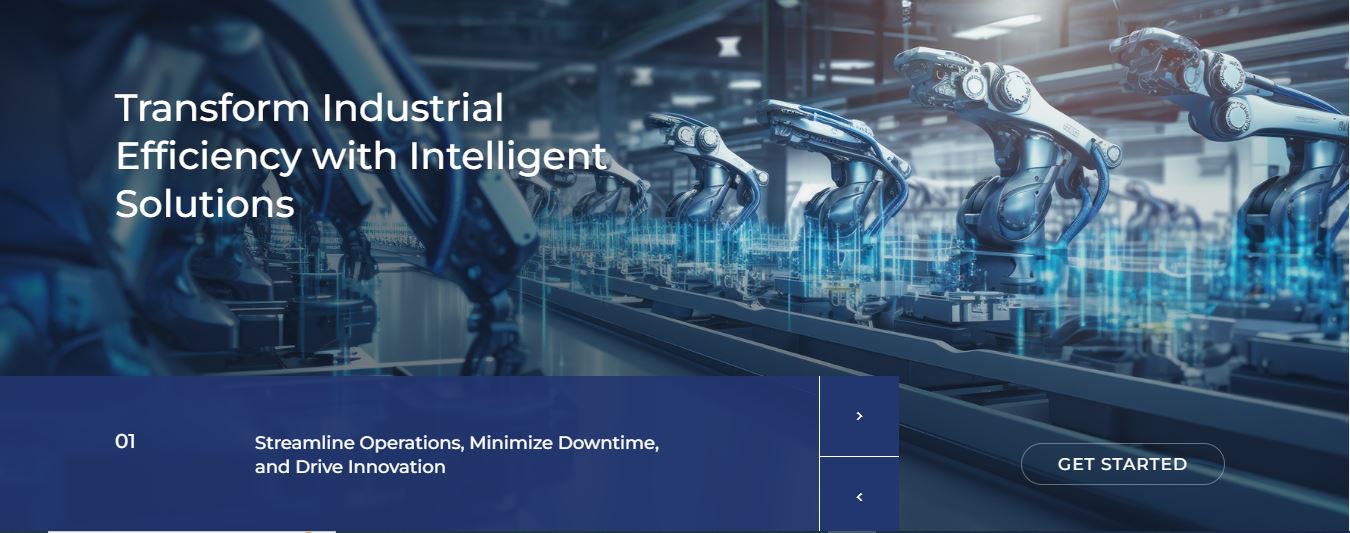 Transform Industrial
Efficiency with Intelligent
Solutions
01
Streamline Operations, Minimize Downtime,
and Drive Innovation
GET STARTED